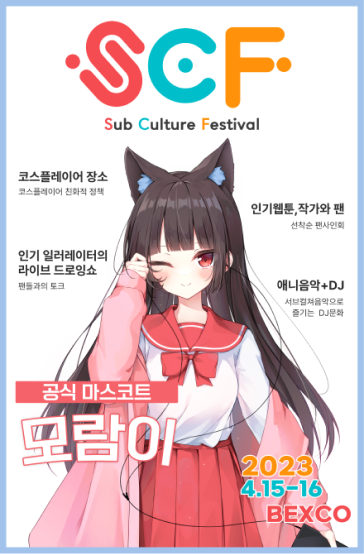 SCF
Sub Culture Festival
코스플레이어 장소
코스플레이어 친화적 정책
인기웹툰,작가와 팬
선착순 팬사인회
인기 일러레이터의
라이브 드로잉쇼
팬들과의 토크
애니음악+DJ
서브컬쳐음악으로
즐기는 DJ문화
공식 마스코트
모람이
2023
4.15-16
BEXCO